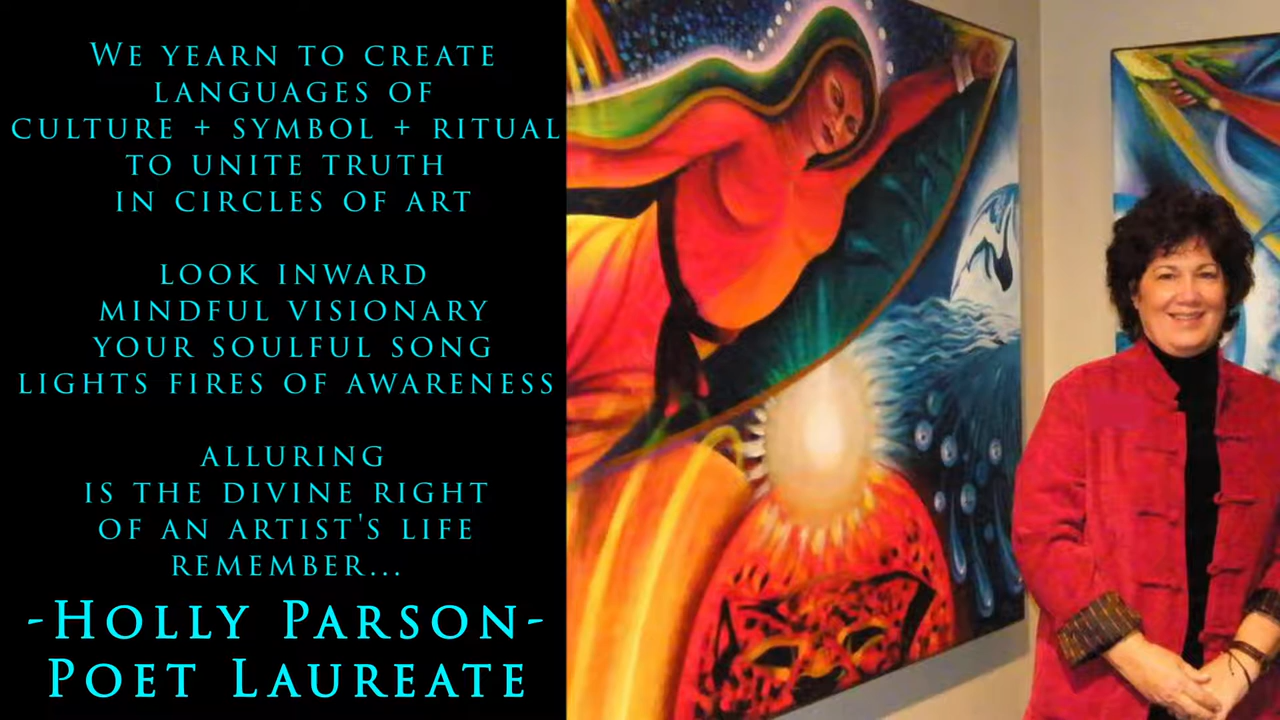 We yearn to create
languages of
culture + symbol + ritual
to unite truth
in circles of art
look inward
mindful visionary
your soulful song
lights fires of awareness
alluring
is the divine right
of an artist's life
remember...
-Holly Parson-
Poet Laureate